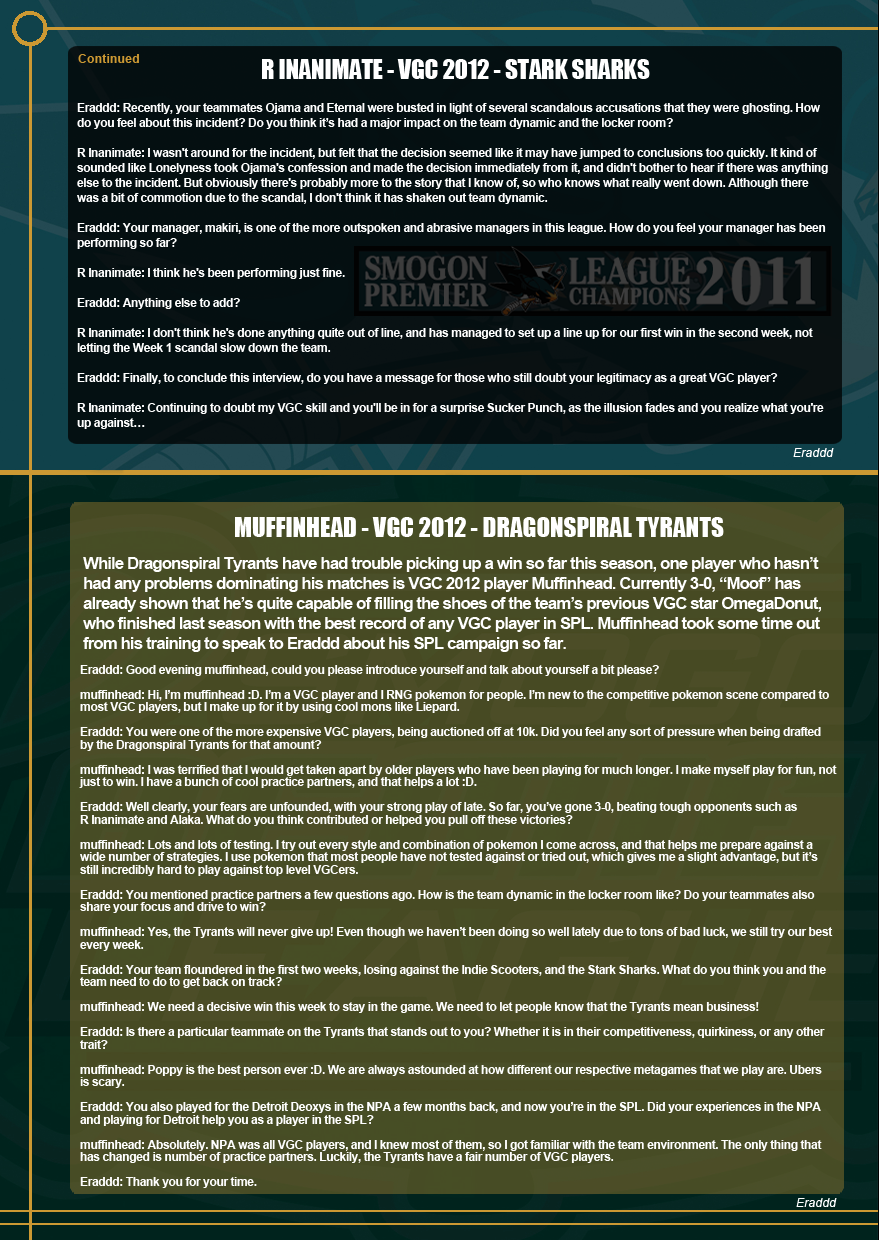 Continued
R INANIMATE - VGC 2012 - STARK SHARKS
Eraddd: Recently, your teammates Ojama and Eternal were busted in light of several scandalous accusations that they were ghosting. How
do you feel about this incident? Do you think it's had a major impact on the team dynamic and the locker room?
R Inanimate: I wasn't around for the incident, but felt that the decision seemed like it may have jumped to conclusions too quickly. It kind of
sounded like Lonelyness took Ojama's confession and made the decision immediately from it, and didn't bother to hear if there was anything
else to the incident. But obviously there's probably more to the story that I know of, so who knows what really went down. Although there
was a bit of commotion due to the scandal, I don't think it has shaken out team dynamic.
Eraddd: Your manager, makiri, is one of the more outspoken and abrasive managers in this league. How do you feel your manager has been
performing so far?
R Inanimate: I think he's been performing just fine.
SMOGON PREMIER LEAGUE CHAMPIONS 2011
Eraddd: Anything else to add?
R Inanimate: I don't think he's done anything quite out of line, and has managed to set up a line up for our first win in the second week, not
letting the Week 1 scandal slow down the team.
Eraddd: Finally, to conclude this interview, do you have a message for those who still doubt your legitimacy as a great VGC player?
R Inanimate: Continuing to doubt my VGC skill and you'll be in for a surprise Sucker Punch, as the illusion fades and you realize what you're
up against…
Eraddd
MUFFINHEAD - VGC 2012 - DRAGONSPIRAL TYRANTS
While Dragonspiral Tyrants have had trouble picking up a win so far this season, one player who hasn't
had any problems dominating his matches is VGC 2012 player Muffinhead. Currently 3-0, “Moof” has
already shown that he's quite capable of filling the shoes of the team's previous VGC star OmegaDonut,
who finished last season with the best record of any VGC player in SPL. Muffinhead took some time out
from his training to speak to Eraddd about his SPL campaign so far.
Eraddd: Good evening muffinhead, could you please introduce yourself and talk about yourself a bit please?
muffinhead: Hi, I'm muffinhead :D. I'm a VGC player and I RNG pokemon for people. I'm new to the competitive pokemon scene compared to
most VGC players, but I make up for it by using cool mons like Liepard.
Eraddd: You were one of the more expensive VGC players, being auctioned off at 10k. Did you feel any sort of pressure when being drafted
by the Dragonspiral Tyrants for that amount?
muffinhead: I was terrified that I would get taken apart by older players who have been playing for much longer. I make myself play for fun, not
just to win. I have a bunch of cool practice partners, and that helps a lot :D.
Eraddd: Well clearly, your fears are unfounded, with your strong play of late. So far, you've gone 3-0, beating tough opponents such as
R Inanimate and Alaka. What do you think contributed or helped you pull off these victories?
muffinhead: Lots and lots of testing. I try out every style and combination of pokemon I come across, and that helps me prepare against a
wide number of strategies. I use pokemon that most people have not tested against or tried out, which gives me a slight advantage, but it's
still incredibly hard to play against top level VGCers.
Eraddd: You mentioned practice partners a few questions ago. How is the team dynamic in the locker room like? Do your teammates also
share your focus and drive to win?
muffinhead: Yes, the Tyrants will never give up! Even though we haven't been doing so well lately due to tons of bad luck, we still try our best
every week.
Eraddd: Your team floundered in the first two weeks, losing against the Indie Scooters, and the Stark Sharks. What do you think you and the
team need to do to get back on track?
muffinhead: We need a decisive win this week to stay in the game. We need to let people know that the Tyrants mean business!
Eraddd: Is there a particular teammate on the Tyrants that stands out to you? Whether it is in their competitiveness, quirkiness, or any other
trait?
muffinhead: Poppy is the best person ever :D. We are always astounded at how different our respective metagames that we play are. Ubers
is scary.
Eraddd: You also played for the Detroit Deoxys in the NPA a few months back, and now you're in the SPL. Did your experiences in the NPA
and playing for Detroit help you as a player in the SPL?
muffinhead: Absolutely. NPA was all VGC players, and I knew most of them, so I got familiar with the team environment. The only thing that
has changed is number of practice partners. Luckily, the Tyrants have a fair number of VGC players.
Eraddd: Thank you for your time.
Eraddd